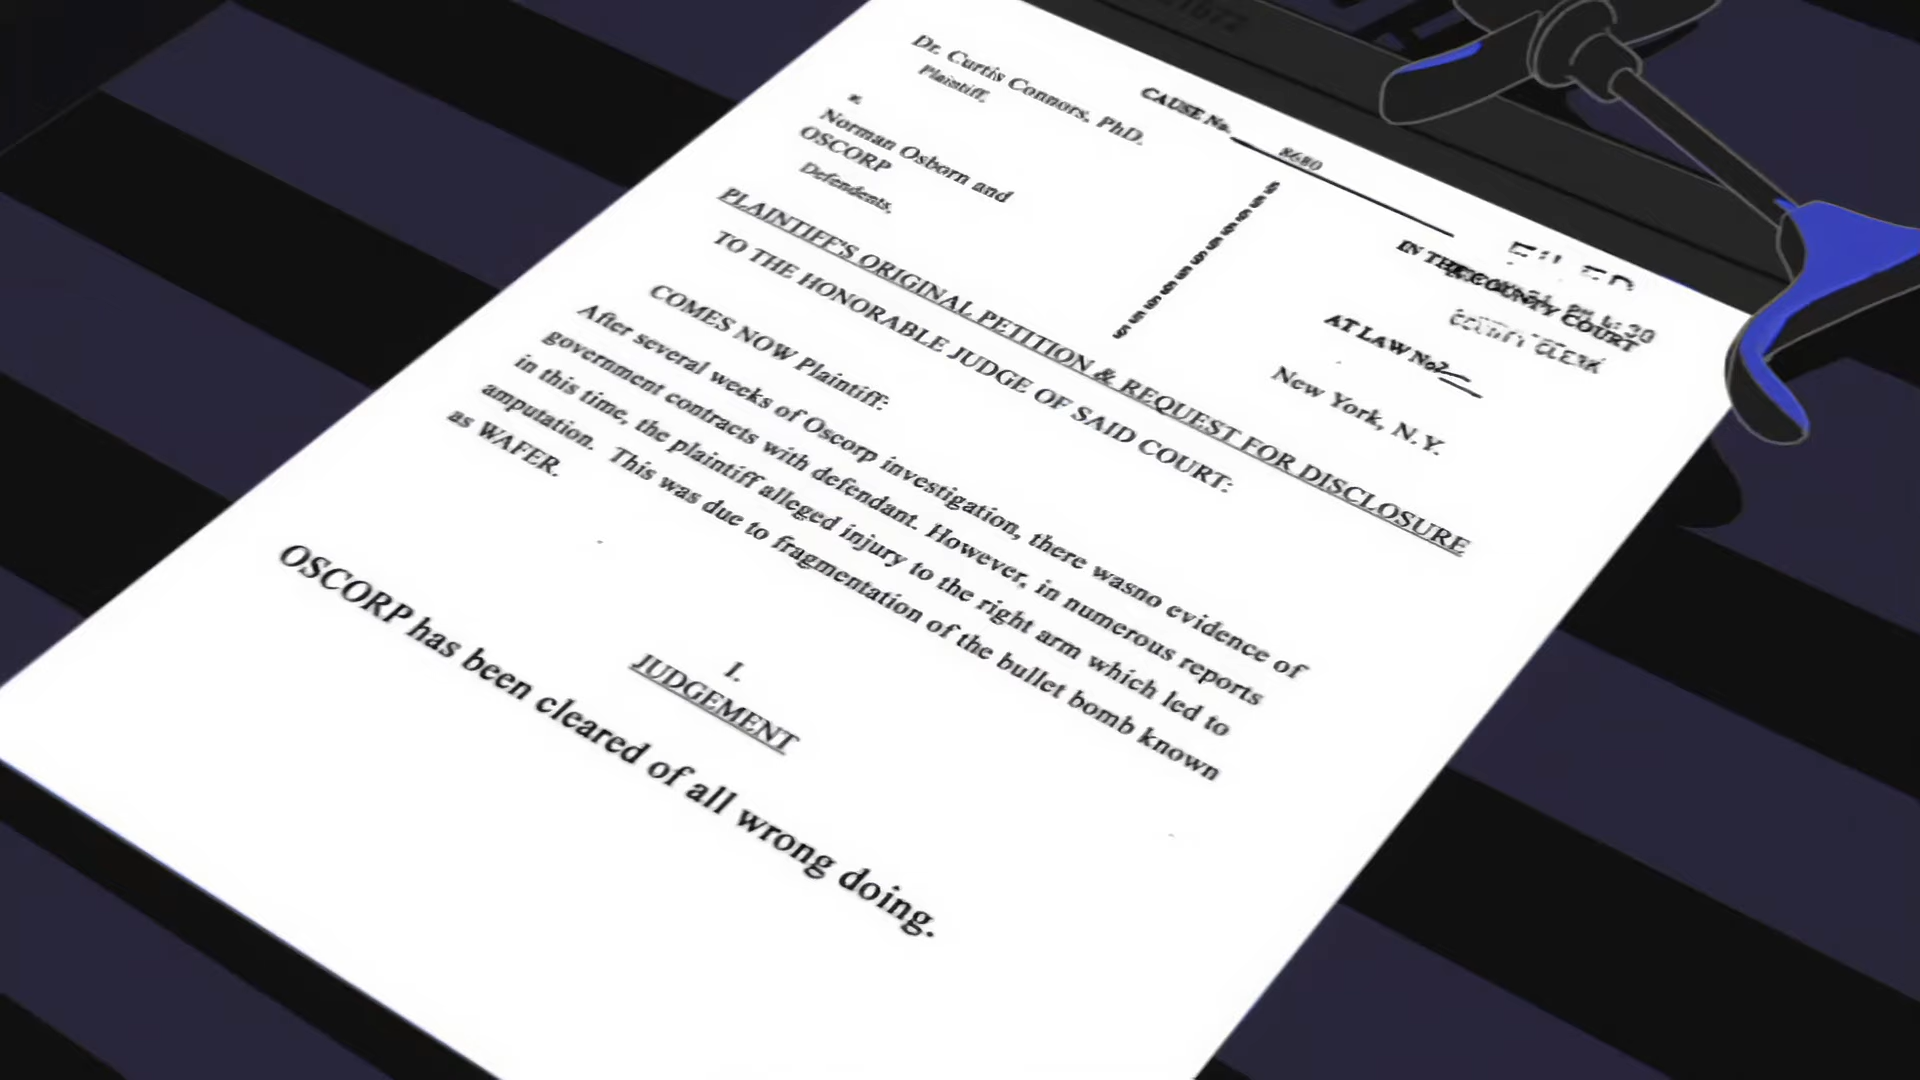 Dr. Curtis Connors, PhD.
Plaintiff,
v.
Norman Osborn and
OSCORP
Defendents,
CAUSE No. 8680
§
§
§
§
§
§
§
§
§
§
§
IN THE COUNTY COURT
FILED
COUNTY CLERK
AT LAW No.
New York, N.Y.
PLAINTIFF'S ORIGINAL PETITION & REQUEST FOR DISCLOSURE
TO THE HONORABLE JUDGE OF SAID COURT:
COMES NOW Plaintiff:
After several weeks of Oscorp investigation, there wasno evidence of
government contracts with defendant. However, in numerous reports
in this time, the plaintiff alleged injury to the right arm which led to
amputation. This was due to fragmentation of the bullet bomb known
as WAFER.
I.
JUDGEMENT
OSCORP has been cleared of all wrong doing.